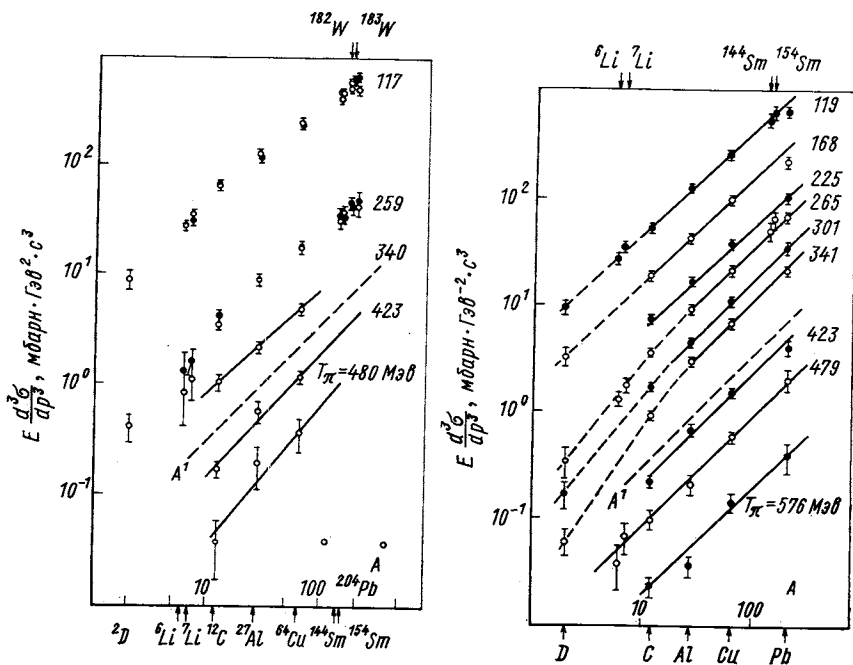 ¹⁸²W ¹⁸³W
117
10²
259
340
10¹
423
10⁰
Tπ=480 Мэв
A¹
10⁻¹
A
10 100 ²⁰⁴Pb
²D ⁶Li ⁷Li ¹²C ²⁷Al ⁶⁴Cu ¹⁴⁴Sm ¹⁵⁴Sm
E d³σ/dp³, мбарн·Гэв²·с³
⁶Li ⁷Li ¹⁴⁴Sm ¹⁵⁴Sm
119
168
10²
225
265
301
341
10¹
423
10⁰
479
A¹
Tπ=576 Мэв
10⁻¹
10 100 A
D C Al Cu Pb
E d³σ/dp³, мбарн·Гэв⁻²·с³